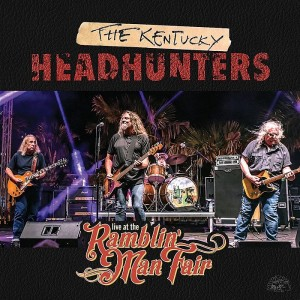 THE KENTUCKY
HEADHUNTERS
live at the
Ramblin'
Man Fair